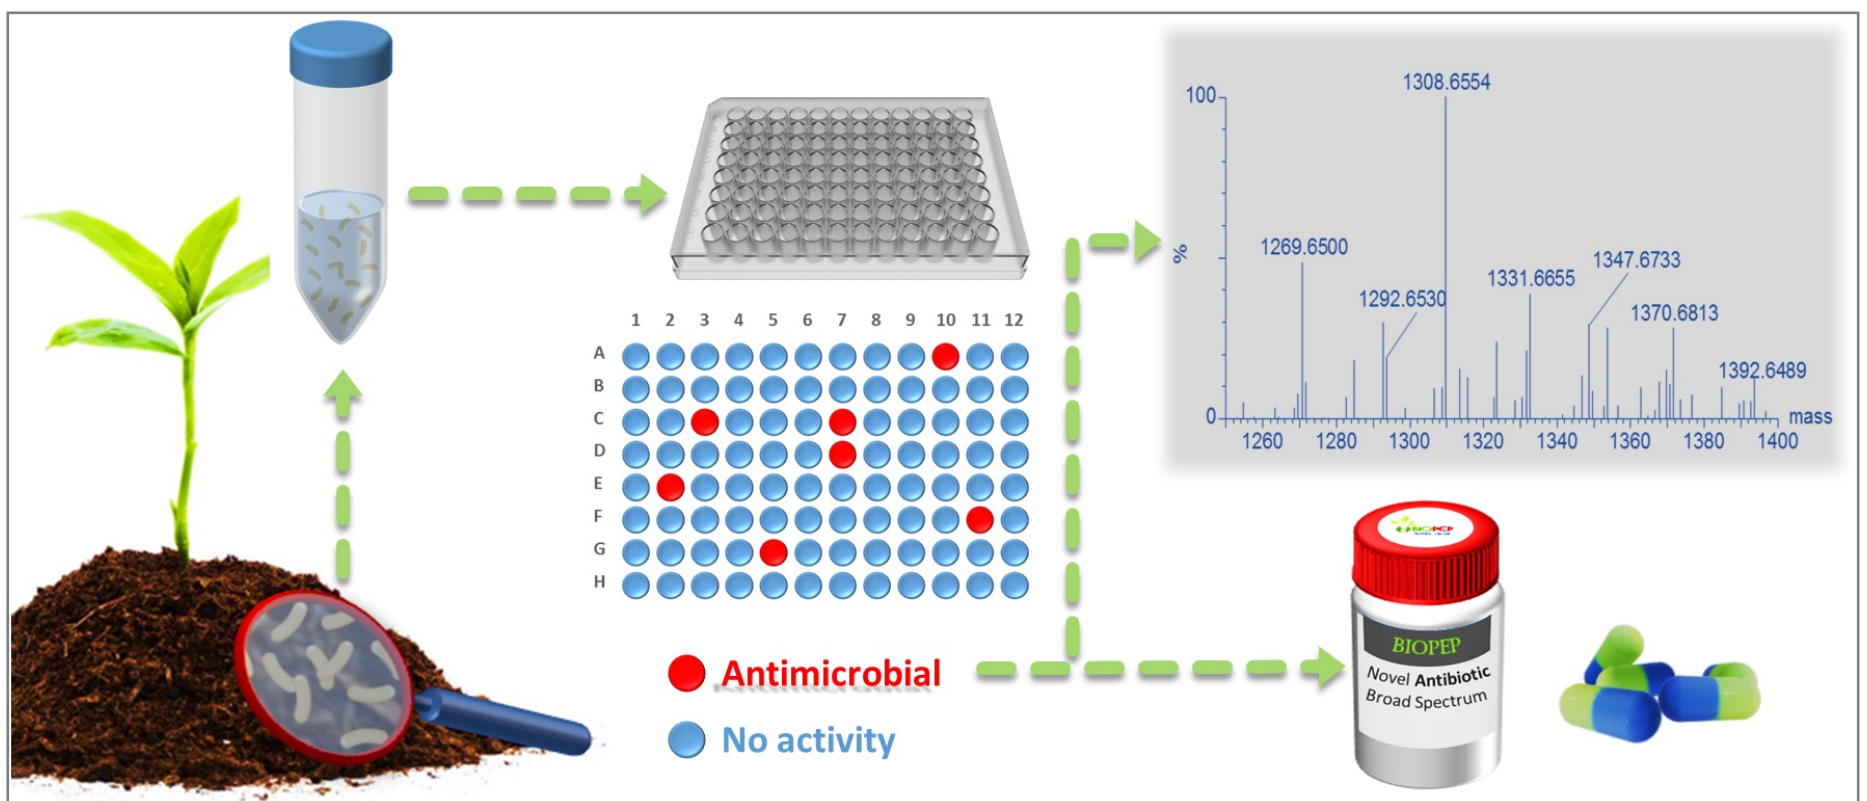 1 2 3 4 5 6 7 8 9 10 11 12
A
B
C
D
E
F
G
H
Antimicrobial
No activity
1308.6554
100
1269.6500
1347.6733
1331.6655
1292.6530
1370.6813
%
1392.6489
0
mass
1260 1280 1300 1320 1340 1360 1380 1400
BIOPEP
BIOPEP
Novel Antibiotic
Broad Spectrum